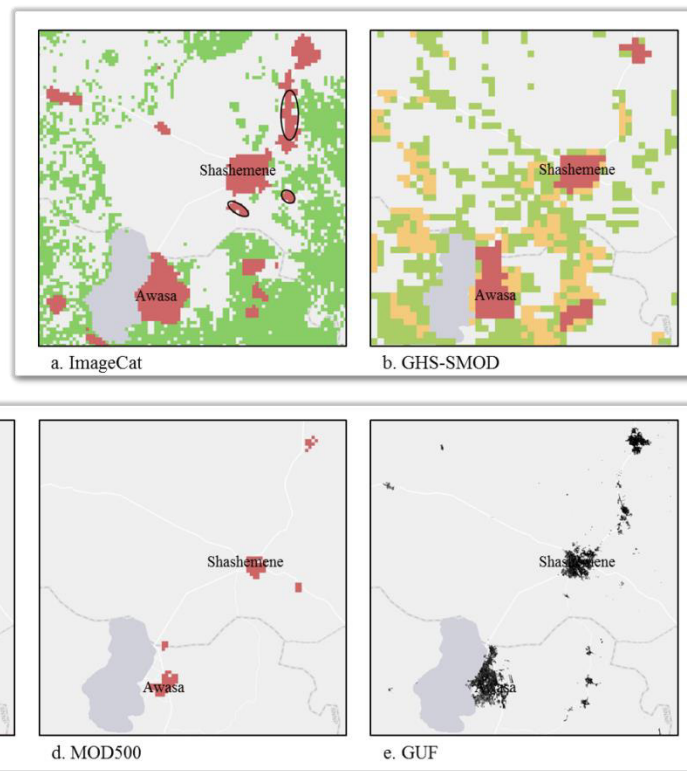 Shashemene
Awasa
a. ImageCat
Shashemene
Awasa
b. GHS-SMOD
Shashemene
Awasa
d. MOD500
Shashemene
Awasa
e. GUF